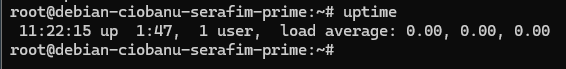 root@debian-ciobanu-serafim-prime:~# uptime
 11:22:15 up  1:47,  1 user,  load average: 0.00, 0.00, 0.00
root@debian-ciobanu-serafim-prime:~#